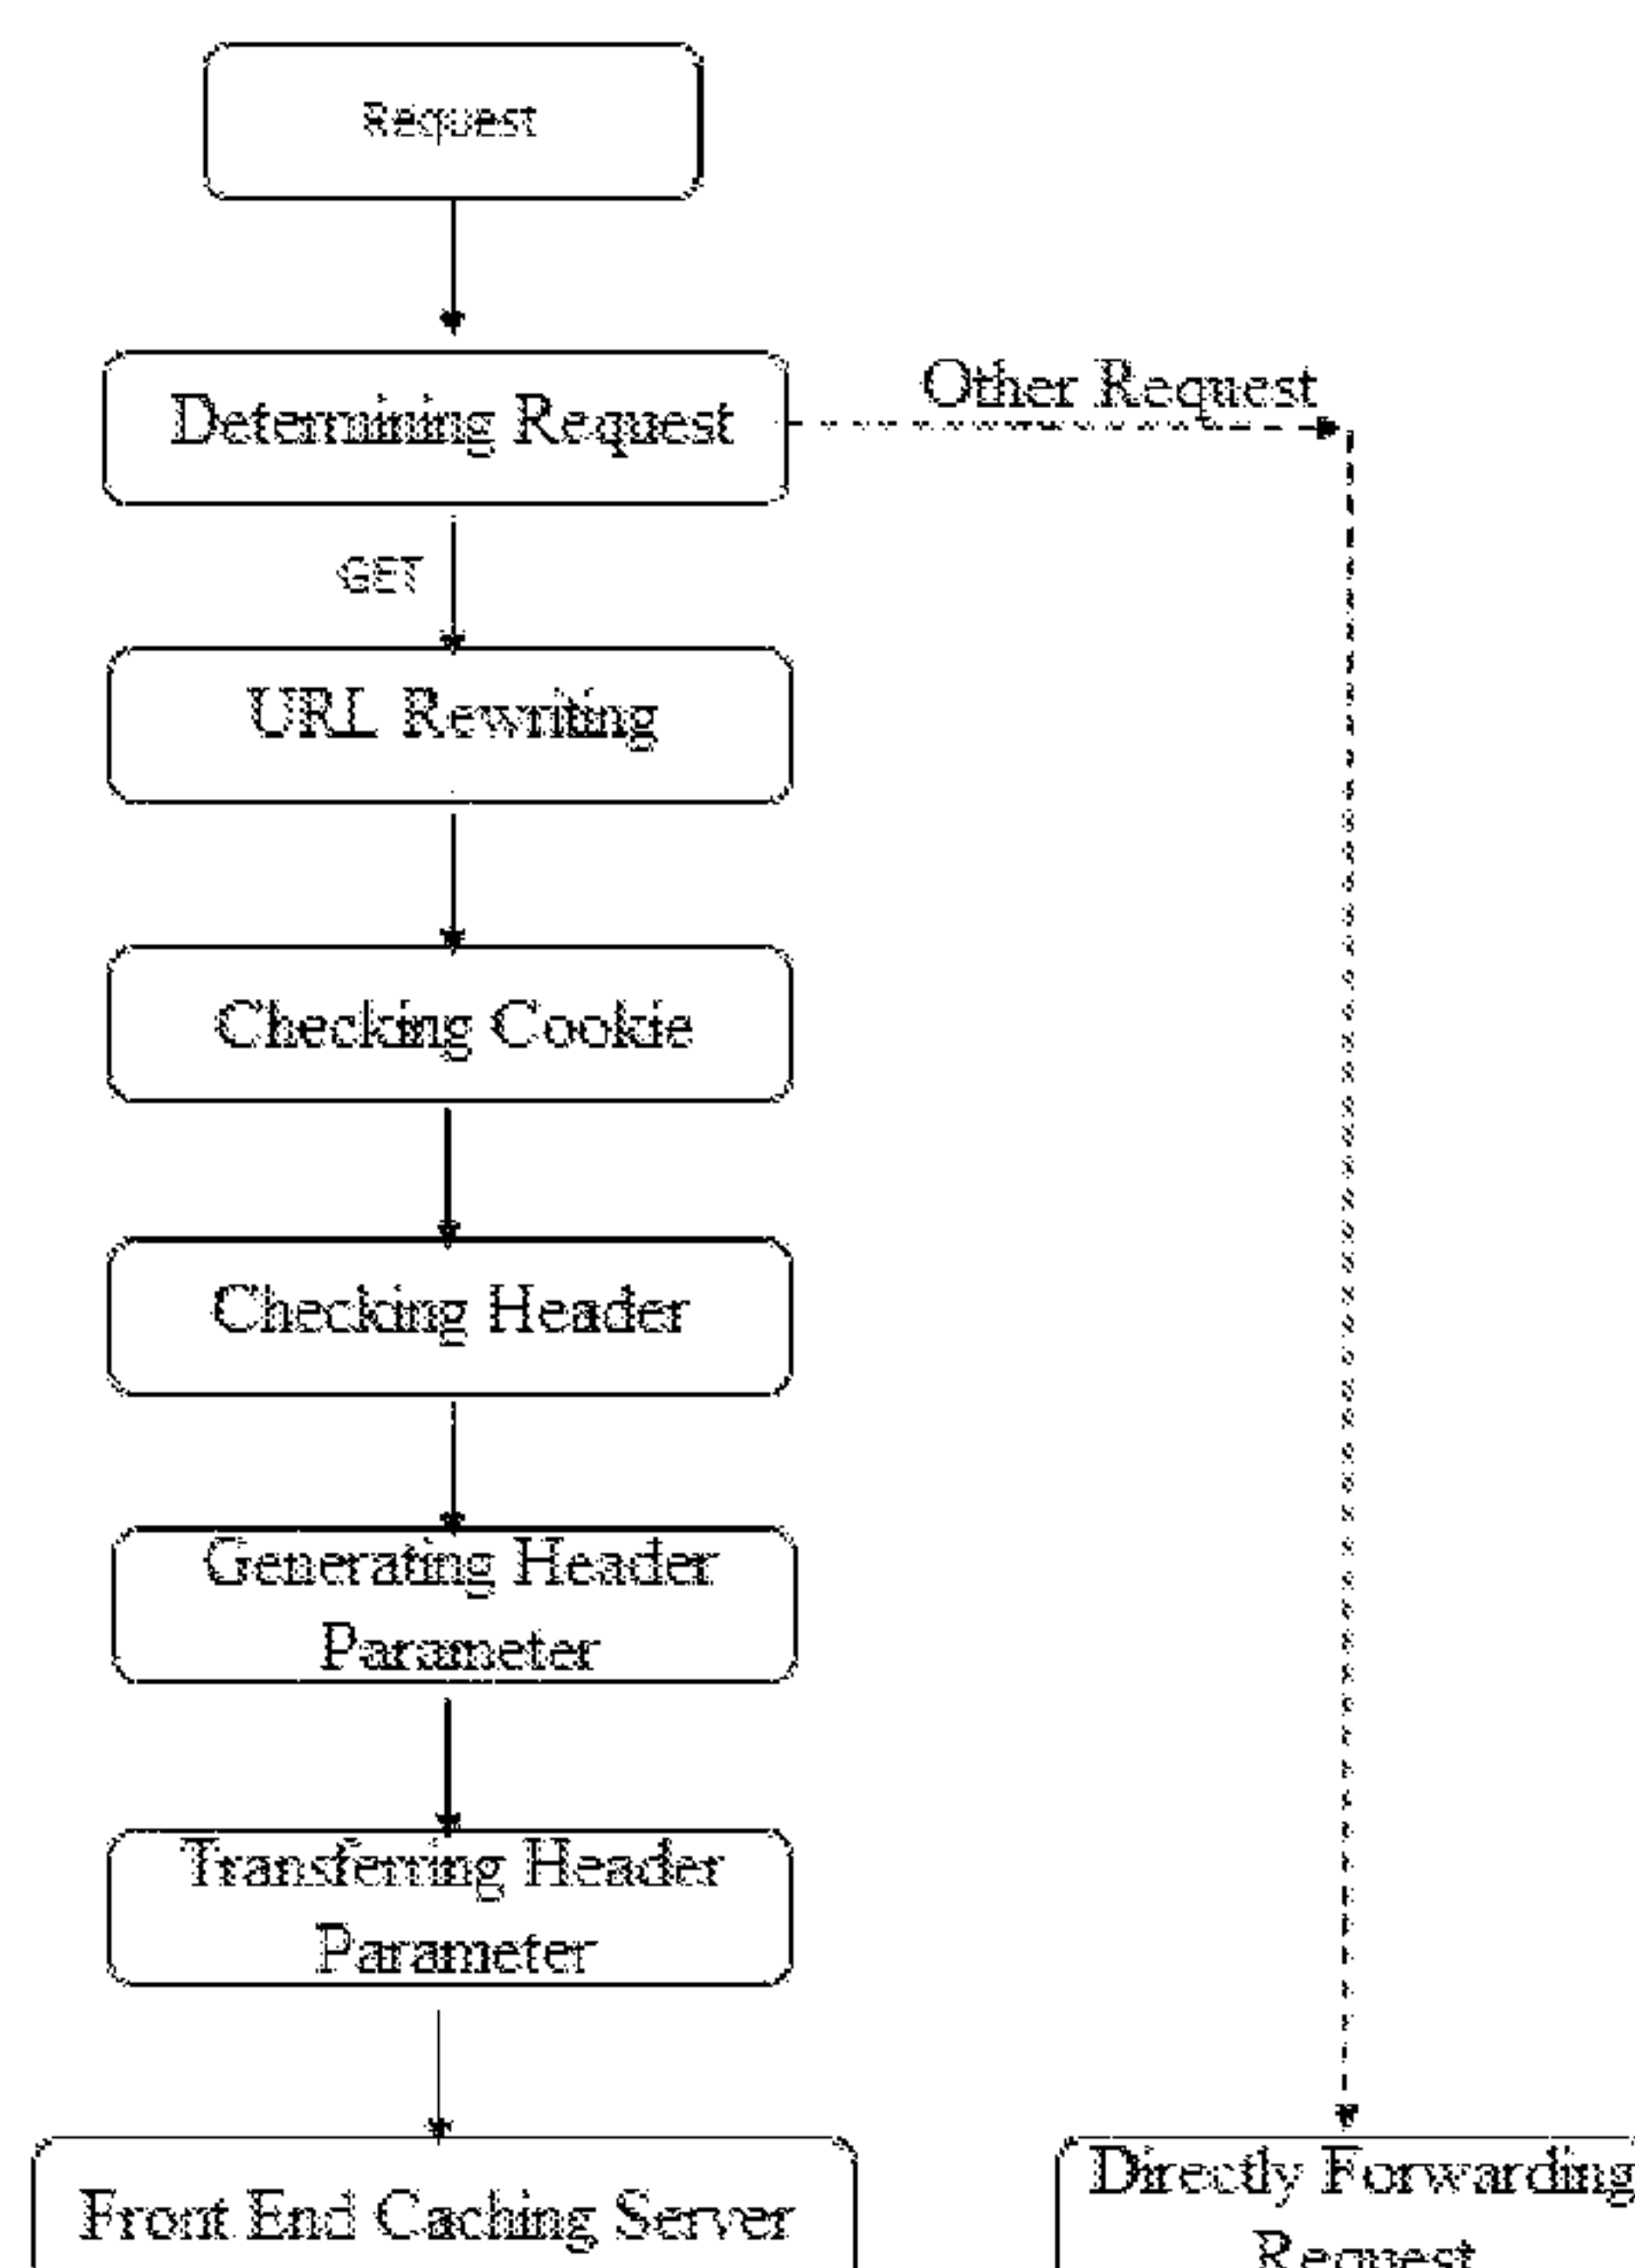 Request
Determining Request
Other Request
GET
URL Rewriting
Checking Cookie
Checking Header
Generating Header
Parameter
Transferring Header
Parameter
Front End Caching Server
Directly Forwarding
Request